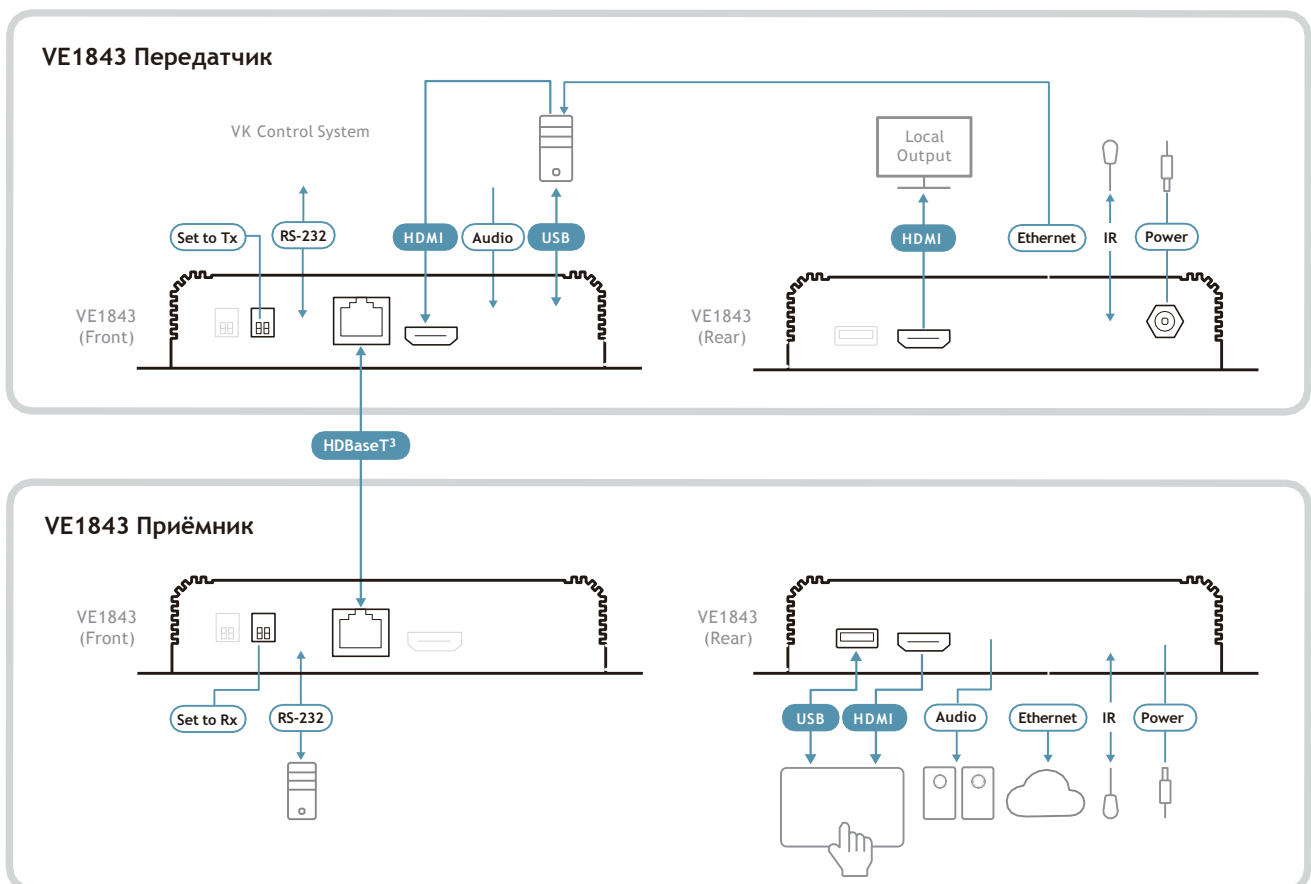 VE1843 Передатчик
VK Control System
Local
Output
Set to Tx
RS-232
HDMI
Audio
USB
HDMI
Ethernet
IR
Power
VE1843
(Front)
VE1843
(Rear)
HDBaseT3
VE1843 Приёмник
VE1843
(Front)
VE1843
(Rear)
Set to Rx
RS-232
USB
HDMI
Audio
Ethernet
IR
Power